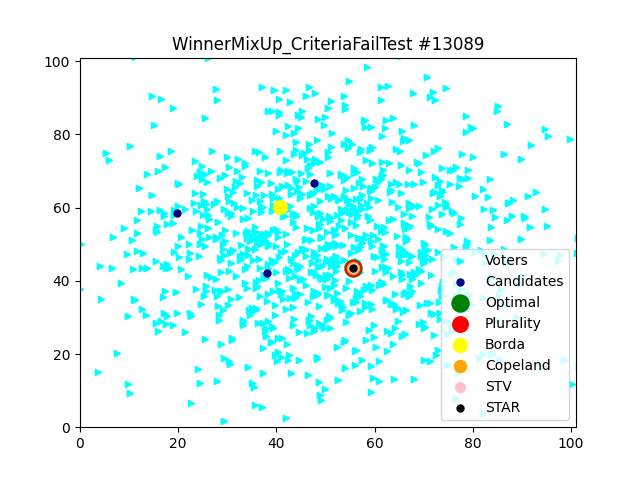 WinnerMixUp_CriteriaFailTest #13089
100
80
60
40
20
0
0
20
40
60
80
100
Voters
Candidates
Optimal
Plurality
Borda
Copeland
STV
STAR